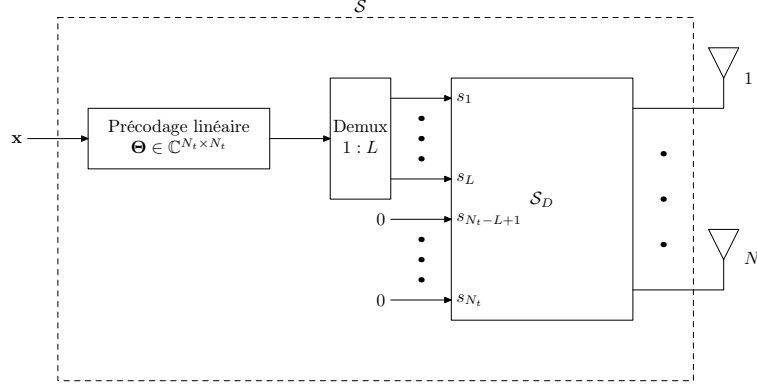 𝒮
x
Précodage linéaire
Θ ∈ ℂ^{N_t×N_t}
Demux
1 : L
s_1
s_L
0
s_{N_t−L+1}
0
s_{N_t}
𝒮_D
1
N